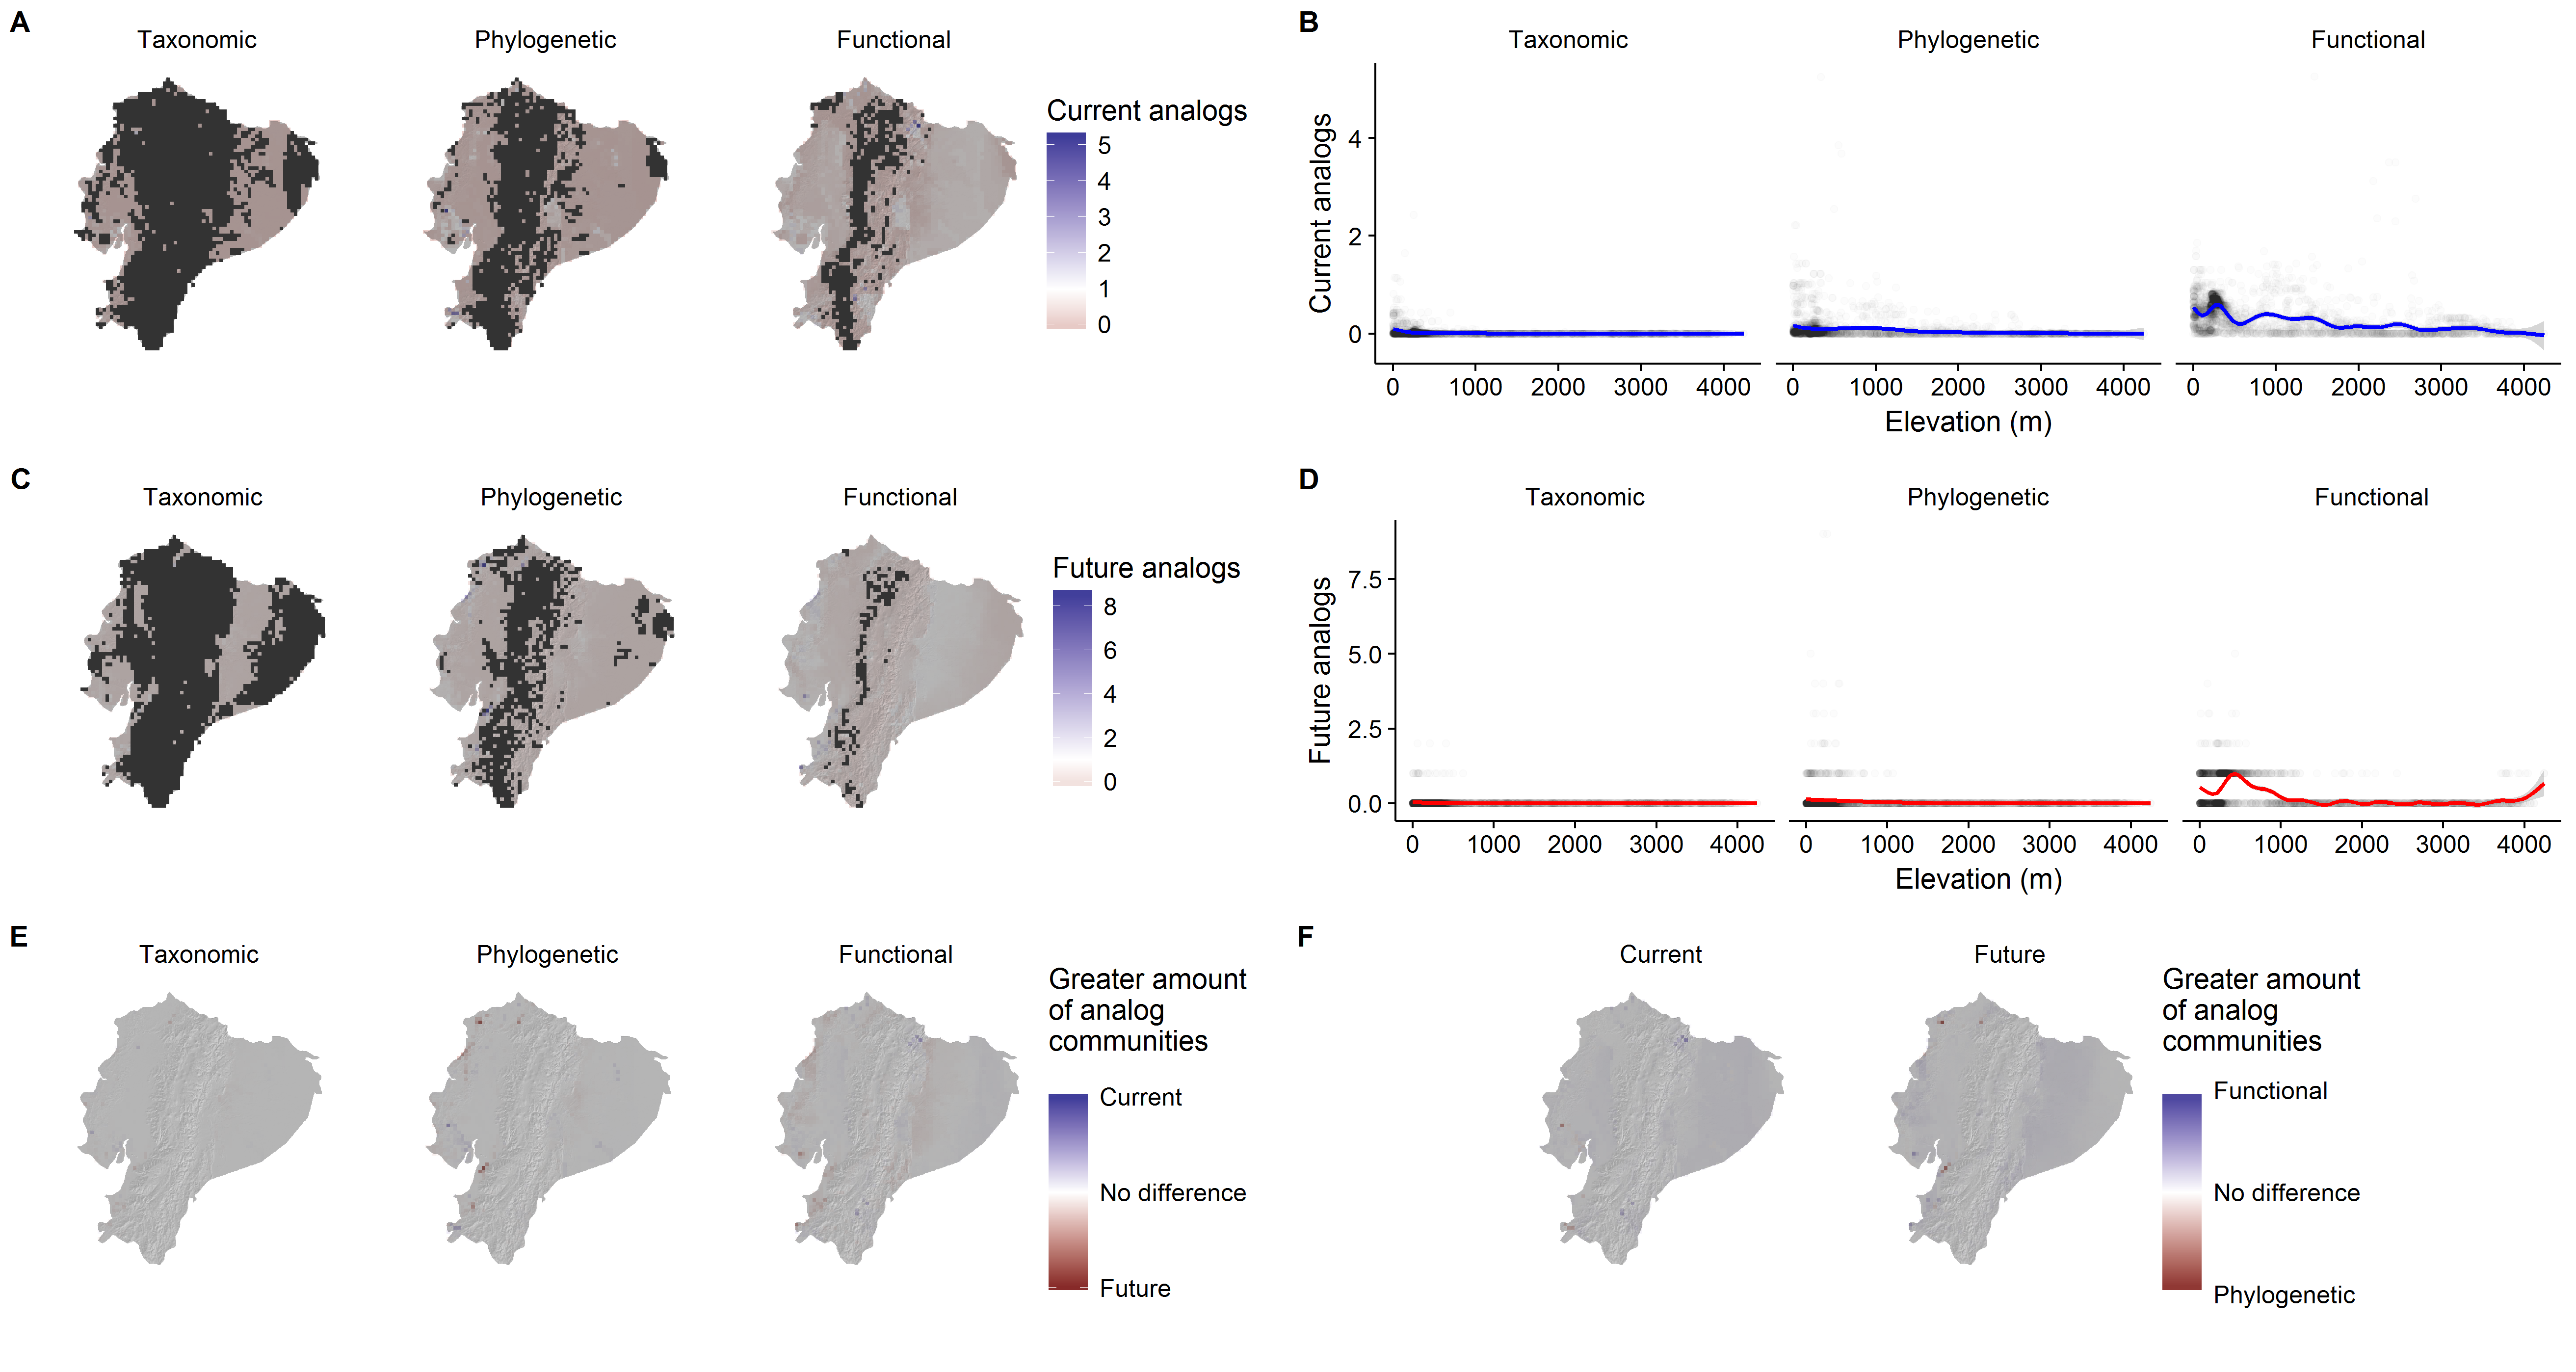 A
Taxonomic
Phylogenetic
Functional
Current analogs
5
4
3
2
1
0
B
Taxonomic
Phylogenetic
Functional
Current analogs
4
2
0
0 1000 2000 3000 4000
0 1000 2000 3000 4000
0 1000 2000 3000 4000
Elevation (m)
C
Taxonomic
Phylogenetic
Functional
Future analogs
8
6
4
2
0
D
Taxonomic
Phylogenetic
Functional
Future analogs
7.5
5.0
2.5
0.0
0 1000 2000 3000 4000
0 1000 2000 3000 4000
0 1000 2000 3000 4000
Elevation (m)
E
Taxonomic
Phylogenetic
Functional
Greater amount
of analog
communities
Current
No difference
Future
F
Current
Future
Greater amount
of analog
communities
Functional
No difference
Phylogenetic